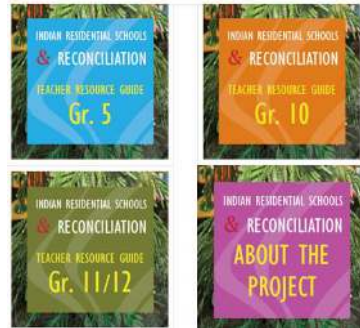 INDIAN RESIDENTIAL SCHOOLS
& RECONCILIATION
TEACHER RESOURCE GUIDE
Gr. 5
INDIAN RESIDENTIAL SCHOOLS
& RECONCILIATION
TEACHER RESOURCE GUIDE
Gr. 10
INDIAN RESIDENTIAL SCHOOLS
& RECONCILIATION
TEACHER RESOURCE GUIDE
Gr. 11/12
INDIAN RESIDENTIAL SCHOOLS
& RECONCILIATION
ABOUT THE
PROJECT